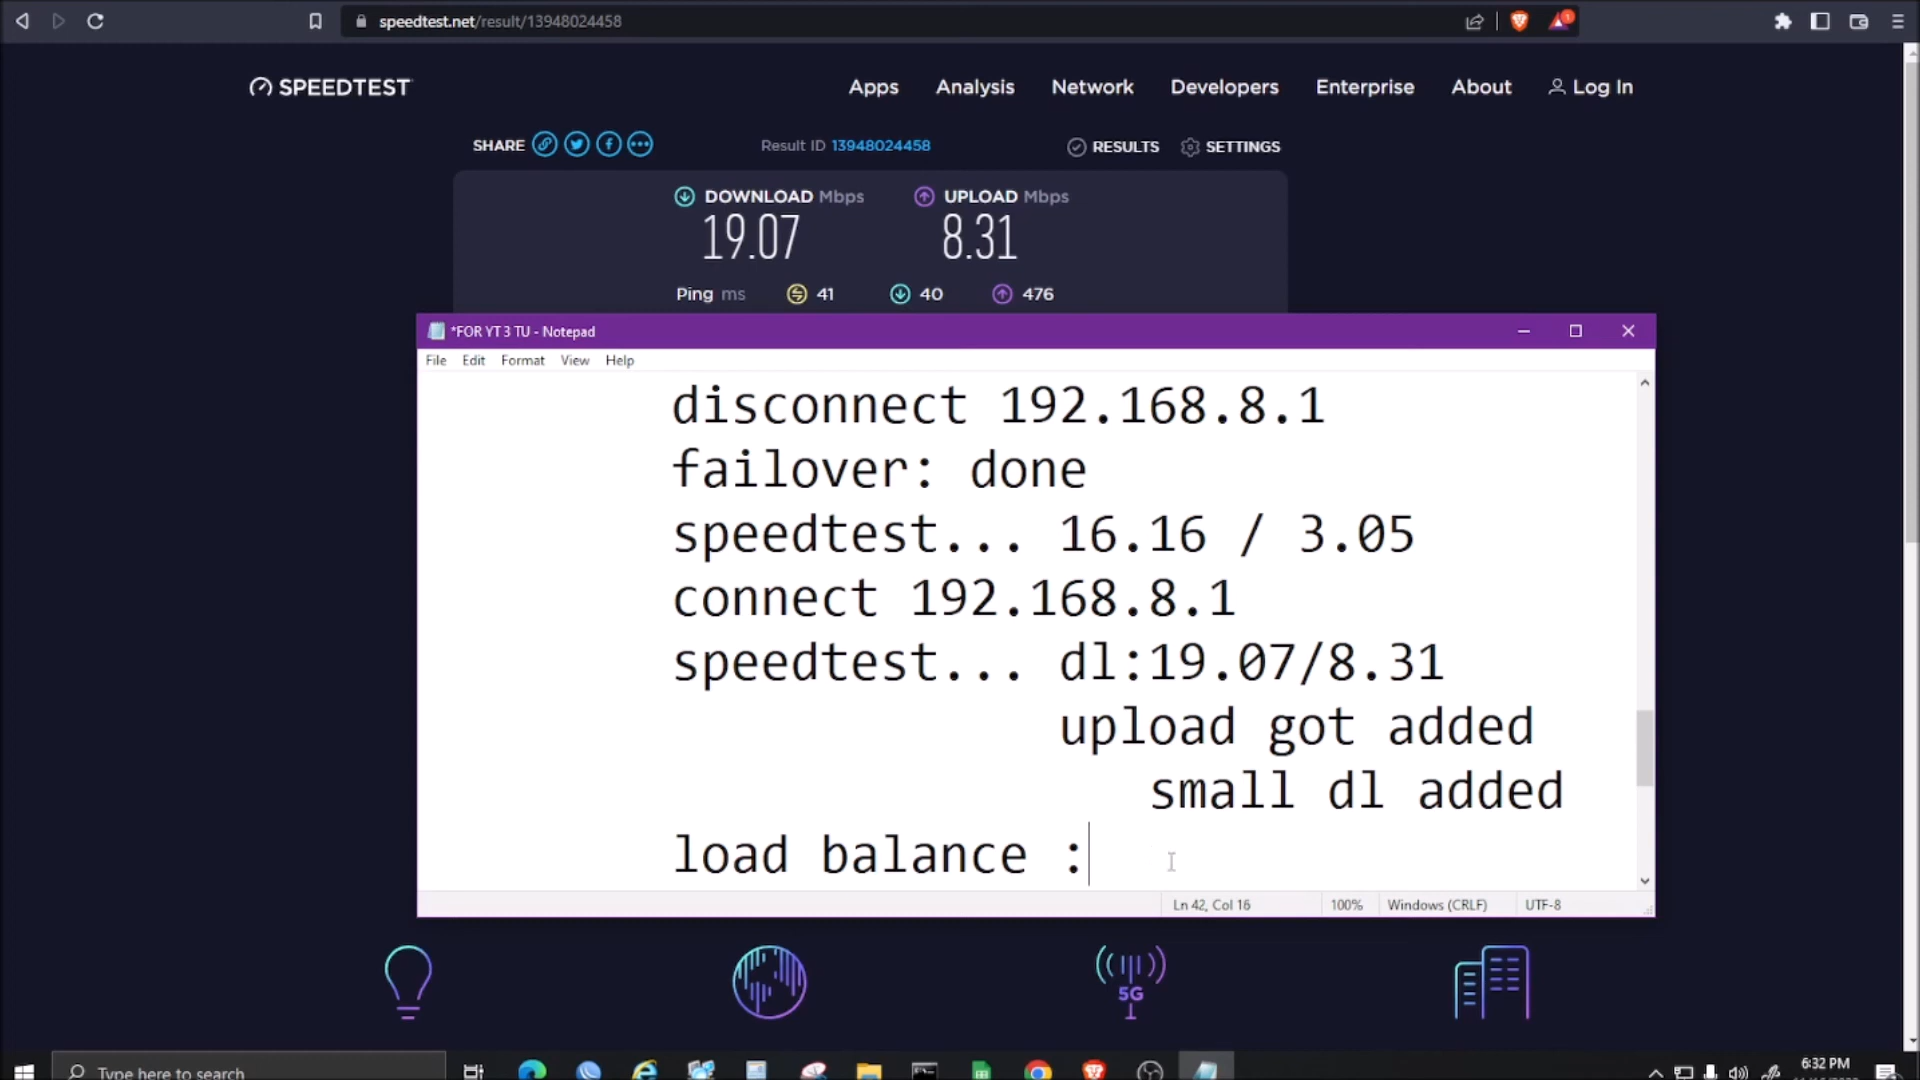 speedtest.net/result/13948024458
SPEEDTEST
Apps Analysis Network Developers Enterprise About Log In
SHARE Result ID 13948024458 RESULTS SETTINGS
DOWNLOAD Mbps UPLOAD Mbps
19.07 8.31
Ping ms 41 40 476
*FOR YT 3 TU - Notepad
File Edit Format View Help
disconnect 192.168.8.1
failover: done
speedtest... 16.16 / 3.05
connect 192.168.8.1
speedtest... dl:19.07/8.31
upload got added
small dl added
load balance :
Ln 42, Col 16 100% Windows (CRLF) UTF-8
5G
Type here to search
6:32 PM